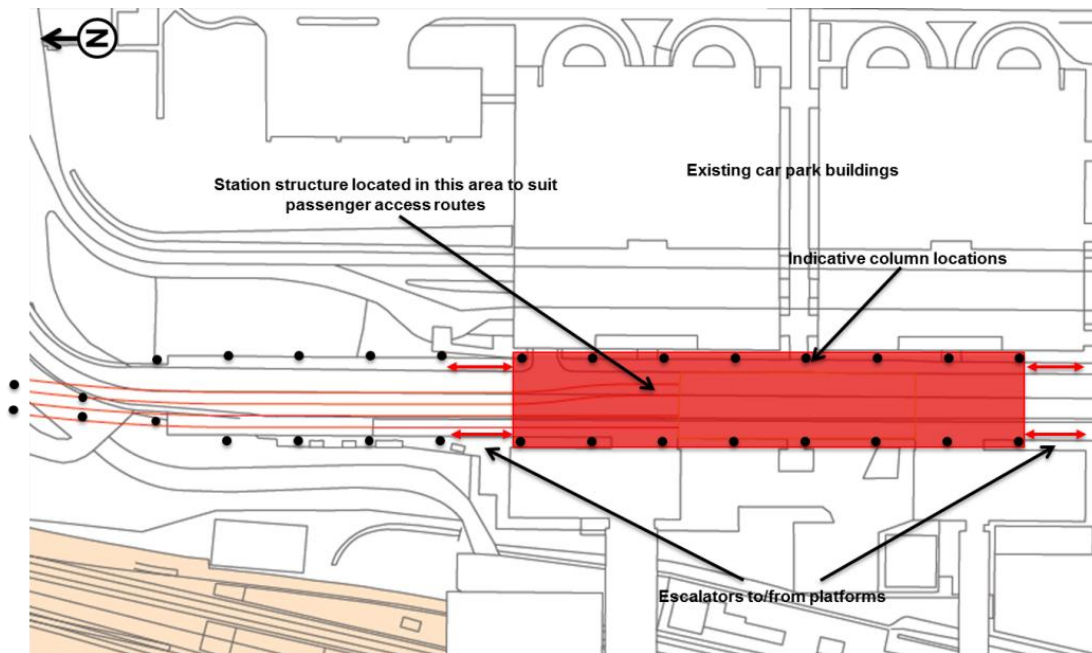 N
Existing car park buildings
Station structure located in this area to suit
passenger access routes
Indicative column locations
Escalators to/from platforms